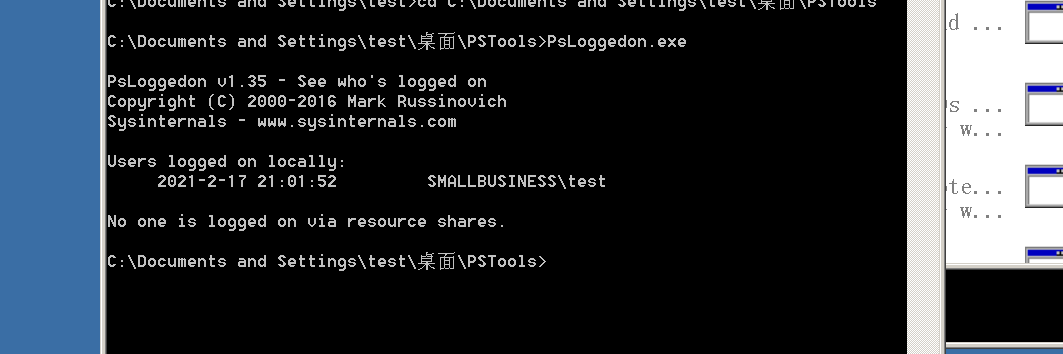 C:\Documents and Settings\test>cd C:\Documents and Settings\test\桌面\PSTools
C:\Documents and Settings\test\桌面\PSTools>PsLoggedon.exe
PsLoggedon v1.35 - See who's logged on
Copyright (C) 2000-2016 Mark Russinovich
Sysinternals - www.sysinternals.com
Users logged on locally:
2021-2-17 21:01:52 SMALLBUSINESS\test
No one is logged on via resource shares.
C:\Documents and Settings\test\桌面\PSTools>
d ...
s ...
w...
te...
w...